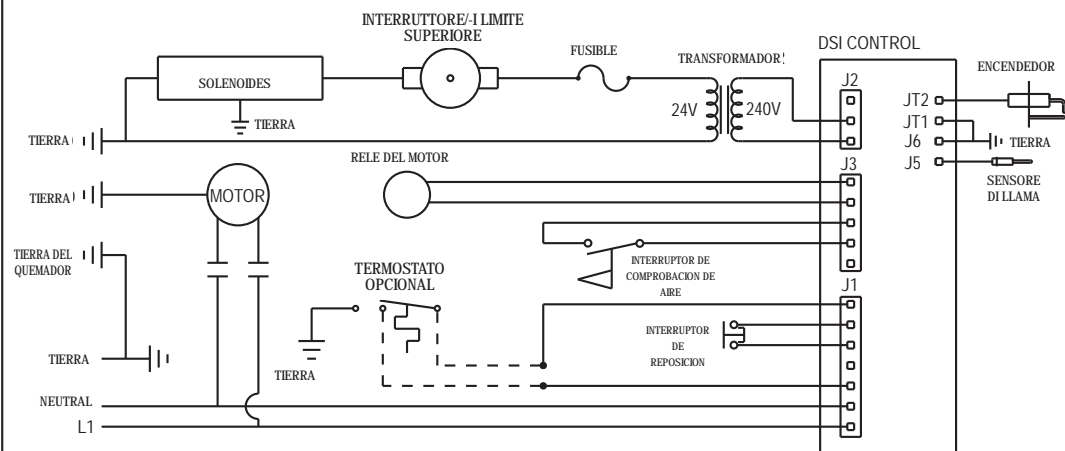 INTERRUTTORE/-I LIMITE
SUPERIORE
FUSIBLE
TRANSFORMADOR
DSI CONTROL
ENCENDEDOR
SOLENOIDES
TIERRA
24V
240V
J2
JT2
JT1
J6
J5
TIERRA
TIERRA
SENSORE
DI LLAMA
RELE DEL MOTOR
J3
TIERRA
MOTOR
TIERRA DEL
QUEMADOR
TERMOSTATO
OPCIONAL
INTERRUPTOR DE
COMPROBACION DE
AIRE
J1
INTERRUPTOR
DE
REPOSICION
TIERRA
TIERRA
NEUTRAL
L1